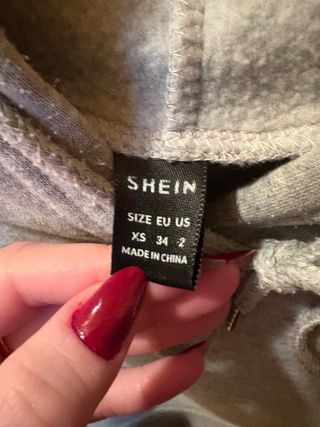 SHEIN
SIZE EU US
XS 34 2
MADE IN CHINA